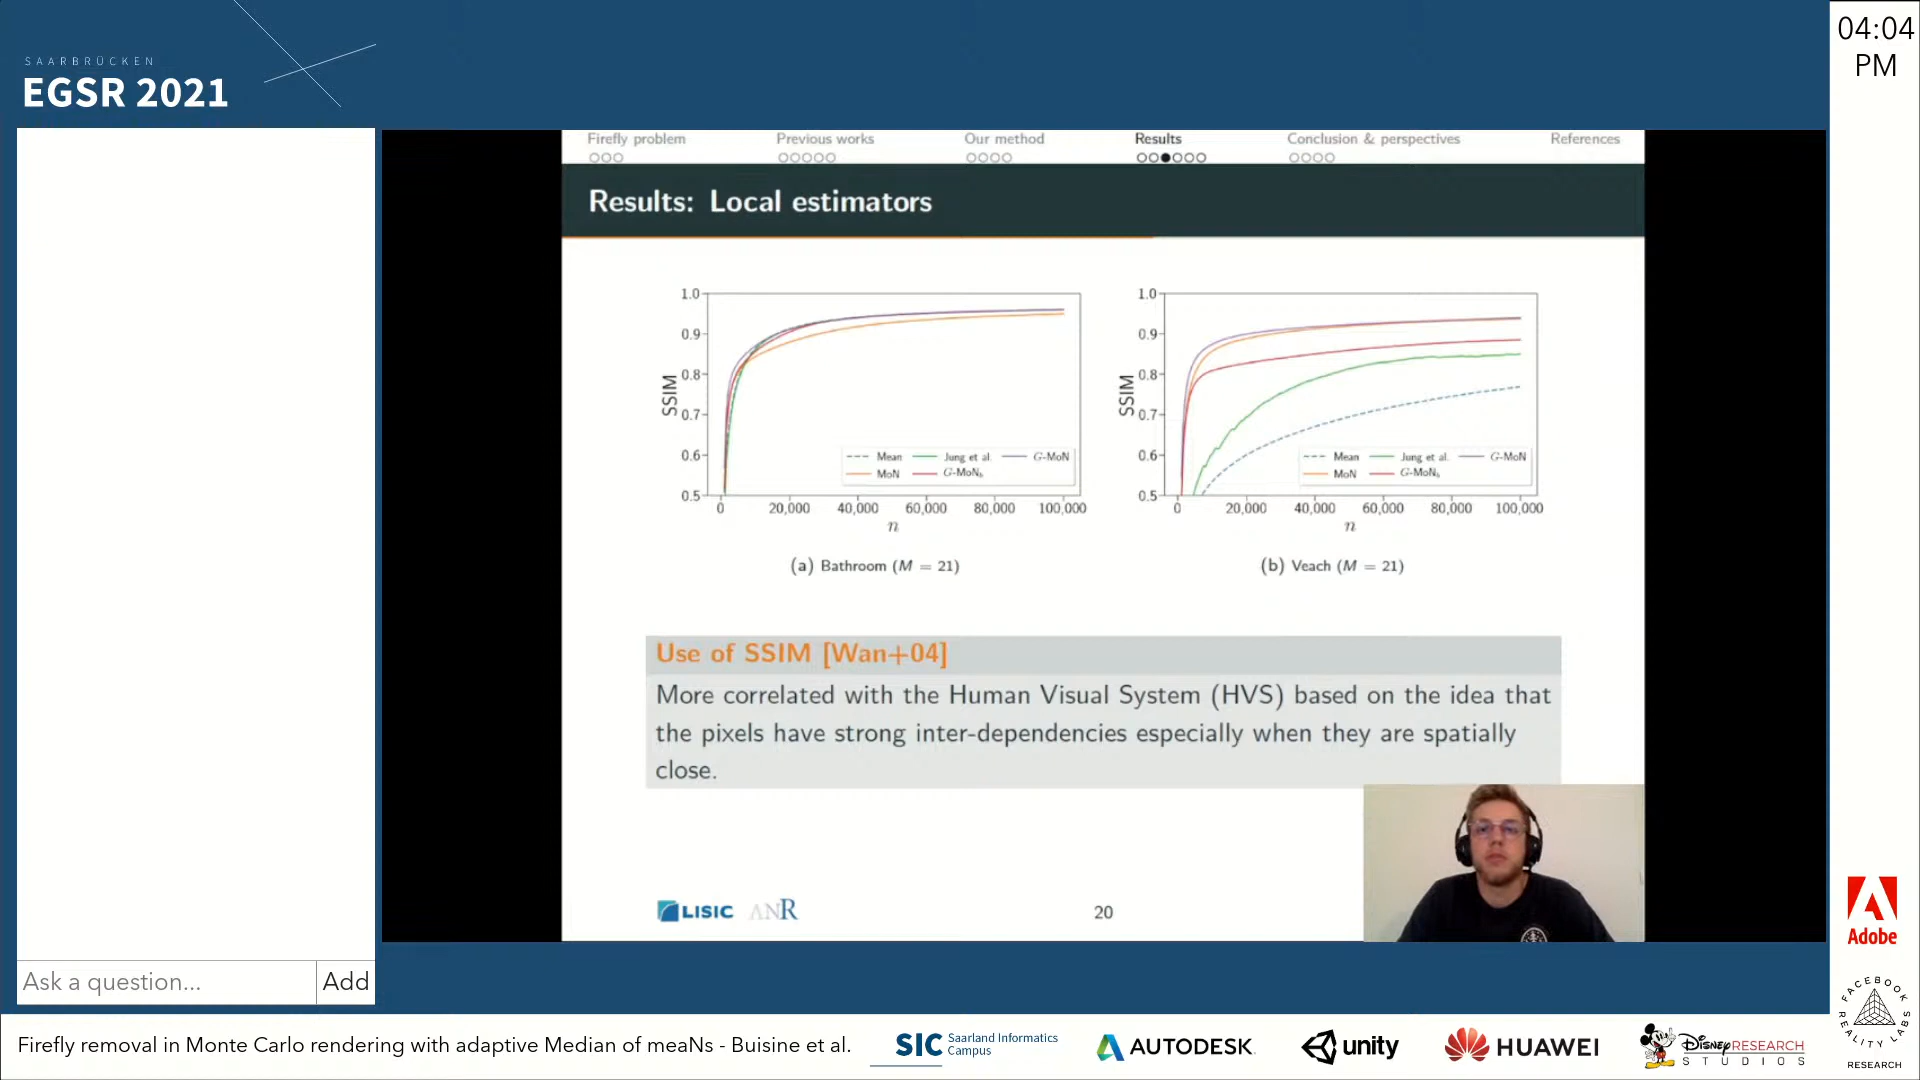 SAARBRÜCKEN
EGSR 2021
04:04
PM
Firefly problem Previous works Our method Results Conclusion & perspectives References
Results: Local estimators
1.0
0.9
0.8
0.7
0.6
0.5
SSIM
0 20,000 40,000 60,000 80,000 100,000
n
Mean Jung et al. G-MoN
MoN G-MoN_b
(a) Bathroom (M = 21)
1.0
0.9
0.8
0.7
0.6
0.5
SSIM
0 20,000 40,000 60,000 80,000 100,000
n
Mean Jung et al. G-MoN
MoN G-MoN_b
(b) Veach (M = 21)
Use of SSIM [Wan+04]
More correlated with the Human Visual System (HVS) based on the idea that
the pixels have strong inter-dependencies especially when they are spatially
close.
LISIC ANR
20
Ask a question... Add
Firefly removal in Monte Carlo rendering with adaptive Median of meaNs - Buisine et al.
SIC Saarland Informatics
Campus
AUTODESK
unity
HUAWEI
Disney RESEARCH
STUDIOS
Adobe
FACEBOOK
REALITY LABS
RESEARCH